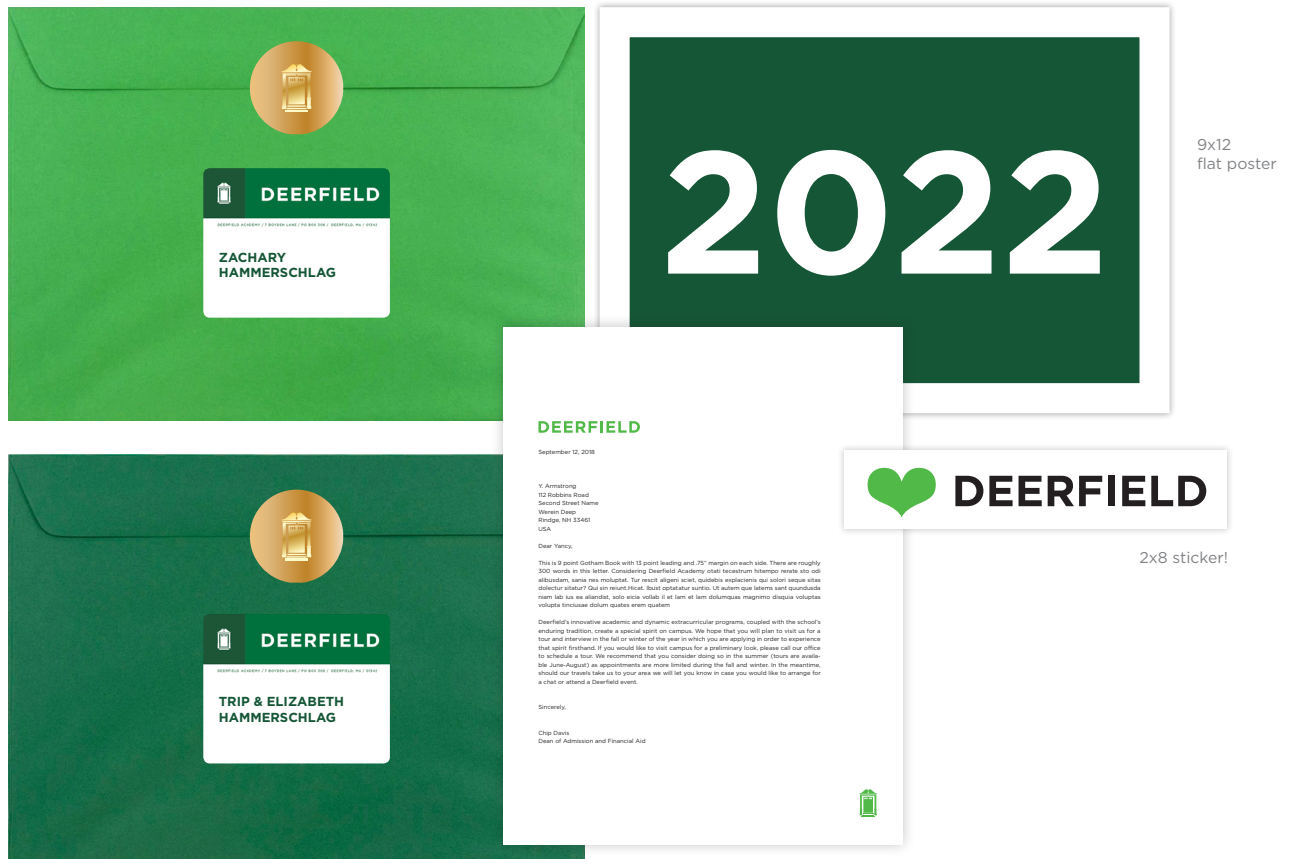 DEERFIELD
DEERFIELD ACADEMY / 7 BOYDEN LANE / PO BOX 306 / DEERFIELD, MA / 01342
ZACHARY
HAMMERSCHLAG
2022
9x12
flat poster
DEERFIELD
DEERFIELD ACADEMY / 7 BOYDEN LANE / PO BOX 306 / DEERFIELD, MA / 01342
TRIP & ELIZABETH
HAMMERSCHLAG
DEERFIELD
September 12, 2018
Y. Armstrong
112 Robbins Road
Second Street Name
Werein Deep
Rindge, NH 33461
USA
Dear Yancy,
This is 9 point Gotham Book with 13 point leading and .75" margin on each side. There are roughly
300 words in this letter. Considering Deerfield Academy otati tecestrum hitempo rerate sto odi
alibusdam, sania nes moluptat. Tur rescit aligeni sciet, quidebis explacienis qui solori seque sitas
dolectur sitatur? Qui sin reiunt.Hicat. Ibust optatatur suntio. Ut autem que latems sant quundusda
niam lab ius ea aliandist, solo eicia vollab il et lam et lam dolumquas magnimo disquia voluptas
volupta tinciusae dolum quates erem quatem
Deerfield's innovative academic and dynamic extracurricular programs, coupled with the school's
enduring tradition, create a special spirit on campus. We hope that you will plan to visit us for a
tour and interview in the fall or winter of the year in which you are applying in order to experience
that spirit firsthand. If you would like to visit campus for a preliminary look, please call our office
to schedule a tour. We recommend that you consider doing so in the summer (tours are availa-
ble June-August) as appointments are more limited during the fall and winter. In the meantime,
should our travels take us to your area we will let you know in case you would like to arrange for
a chat or attend a Deerfield event.
Sincerely,
Chip Davis
Dean of Admission and Financial Aid
DEERFIELD
2x8 sticker!